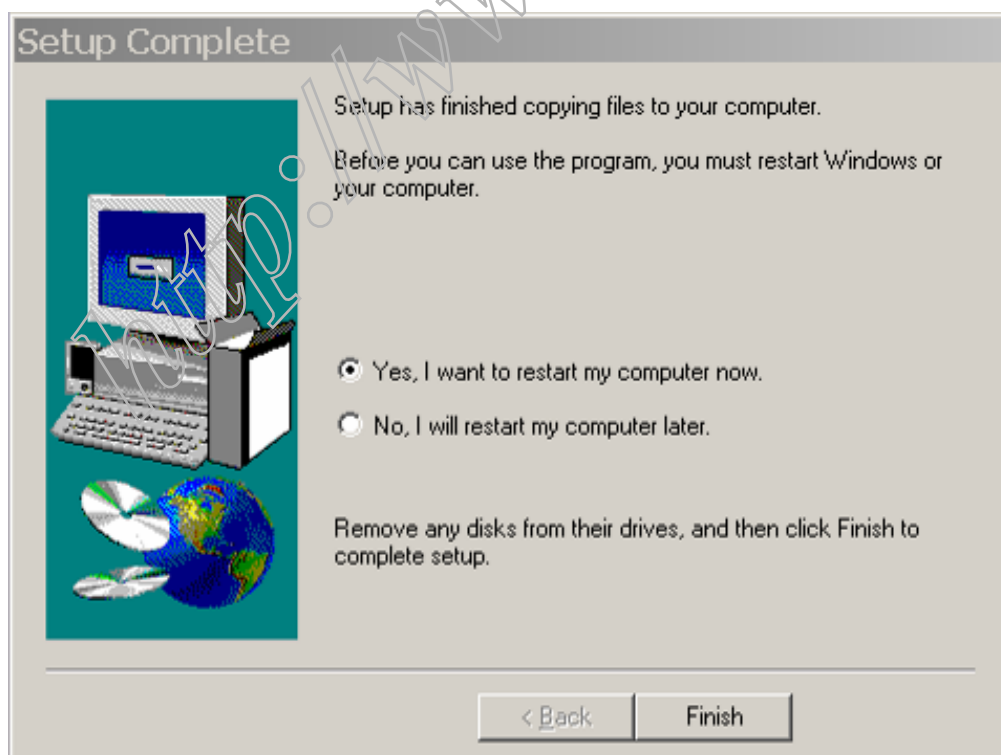 Setup Complete
Setup has finished copying files to your computer.
Before you can use the program, you must restart Windows or
your computer.
Yes, I want to restart my computer now.
No, I will restart my computer later.
Remove any disks from their drives, and then click Finish to
complete setup.
< Back
Finish
http://ww